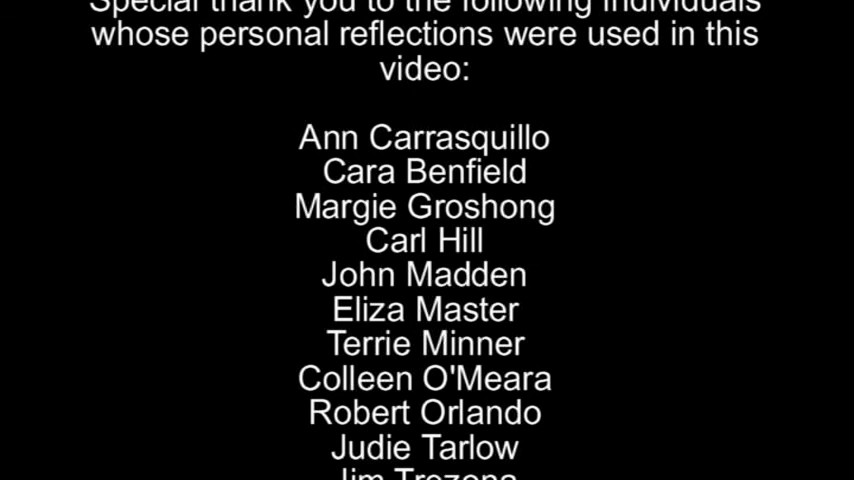 Special thank you to the following individuals
whose personal reflections were used in this
video:
Ann Carrasquillo
Cara Benfield
Margie Groshong
Carl Hill
John Madden
Eliza Master
Terrie Minner
Colleen O'Meara
Robert Orlando
Judie Tarlow
Jim